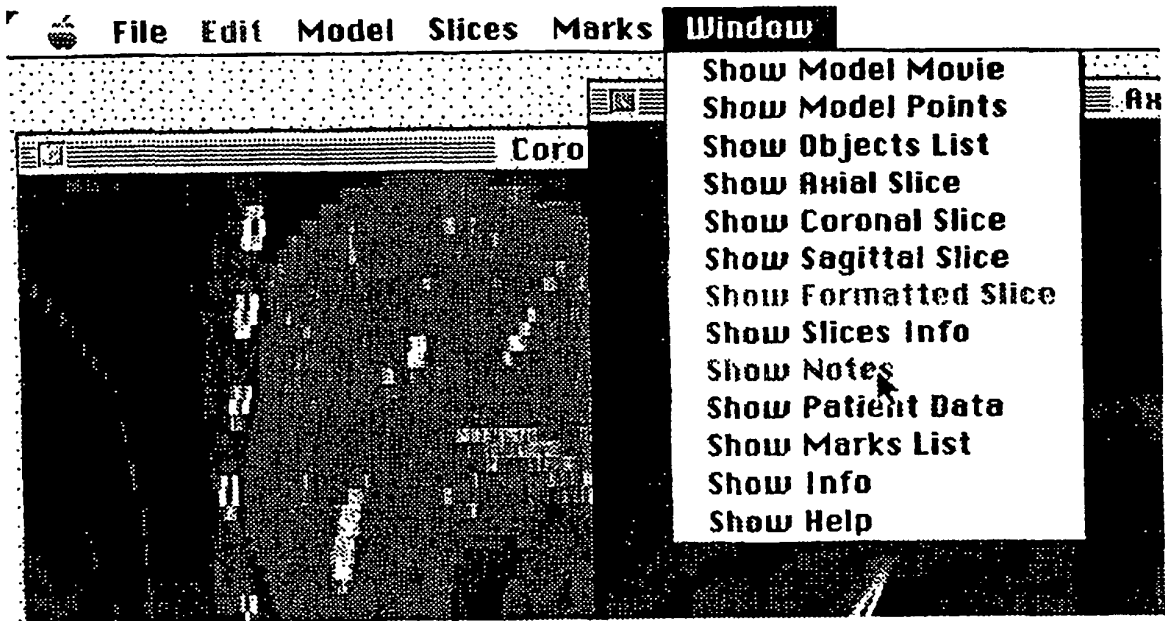 File Edit Model Slices Marks Window
Show Model Movie
Show Model Points
Show Objects List
Show Axial Slice
Show Coronal Slice
Show Sagittal Slice
Show Formatted Slice
Show Slices Info
Show Notes
Show Patient Data
Show Marks List
Show Info
Show Help
Coro
Ax